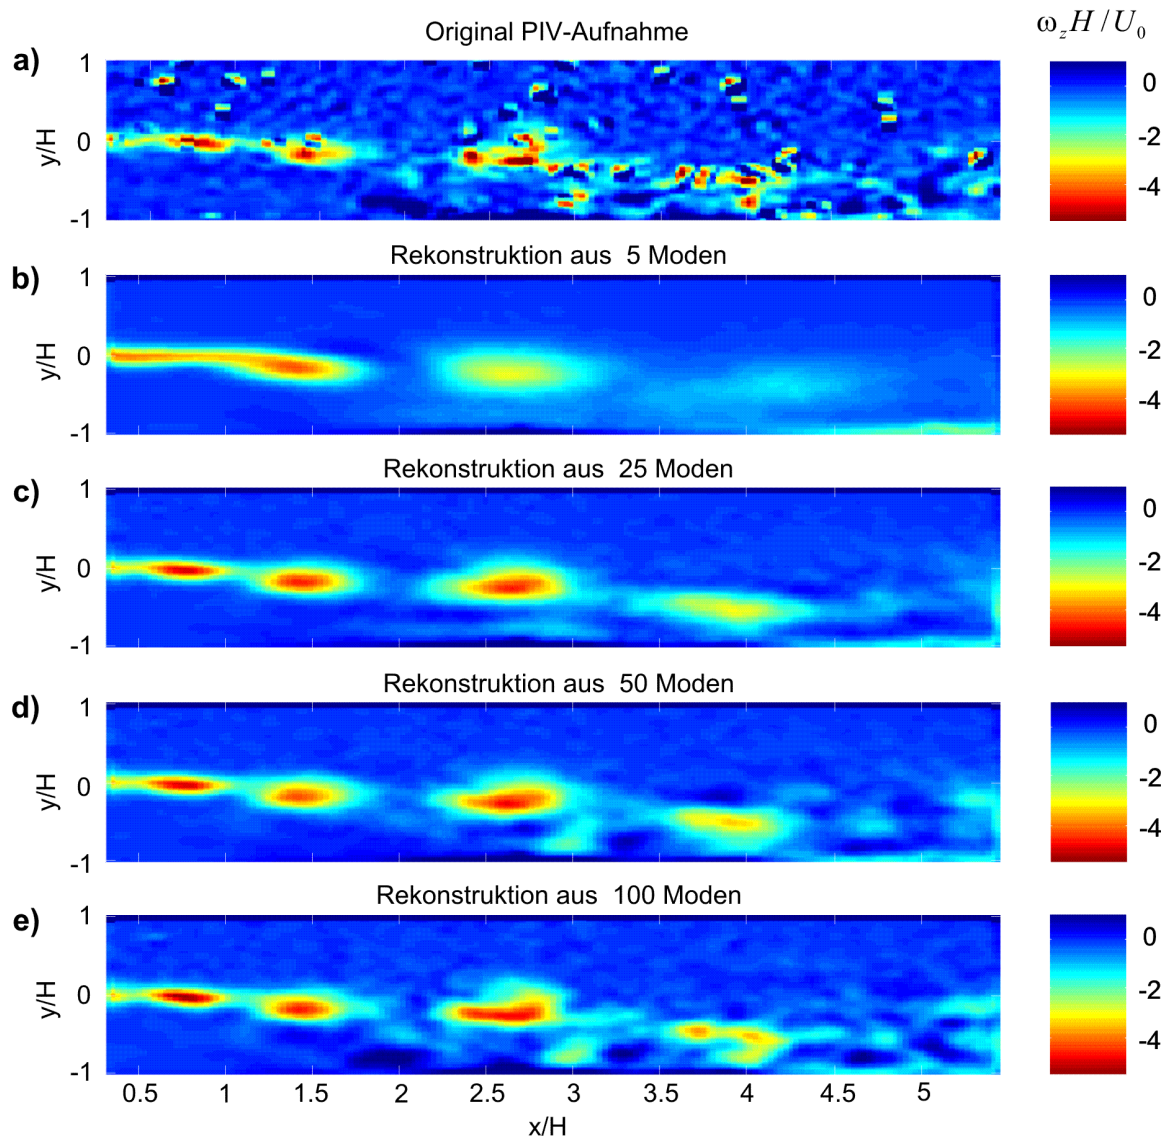 Original PIV-Aufnahme
ω_z H / U_0
a)
1
0
-1
y/H
0
-2
-4
Rekonstruktion aus 5 Moden
b)
1
0
-1
y/H
0
-2
-4
Rekonstruktion aus 25 Moden
c)
1
0
-1
y/H
0
-2
-4
Rekonstruktion aus 50 Moden
d)
1
0
-1
y/H
0
-2
-4
Rekonstruktion aus 100 Moden
e)
1
0
-1
y/H
0
-2
-4
0.5 1 1.5 2 2.5 3 3.5 4 4.5 5
x/H